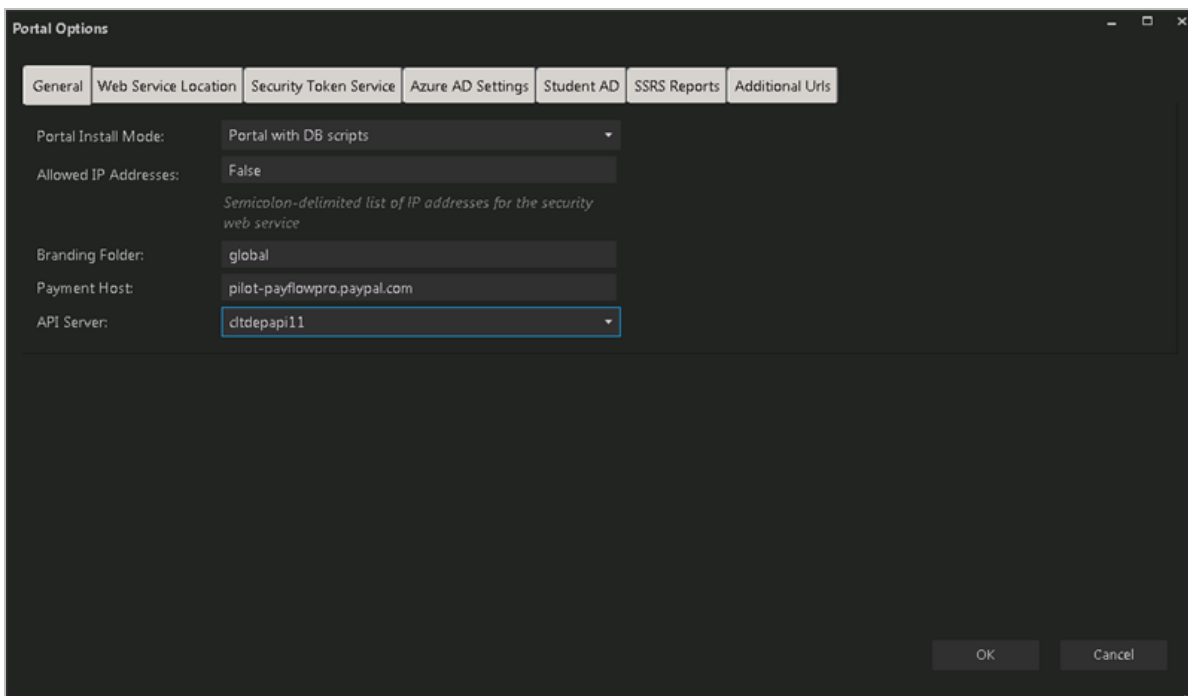 Portal Options
General Web Service Location Security Token Service Azure AD Settings Student AD SSRS Reports Additional Urls
Portal Install Mode: Portal with DB scripts
Allowed IP Addresses: False
Semicolon-delimited list of IP addresses for the security
web service
Branding Folder: global
Payment Host: pilot-payflowpro.paypal.com
API Server: cltdepapi11
OK Cancel